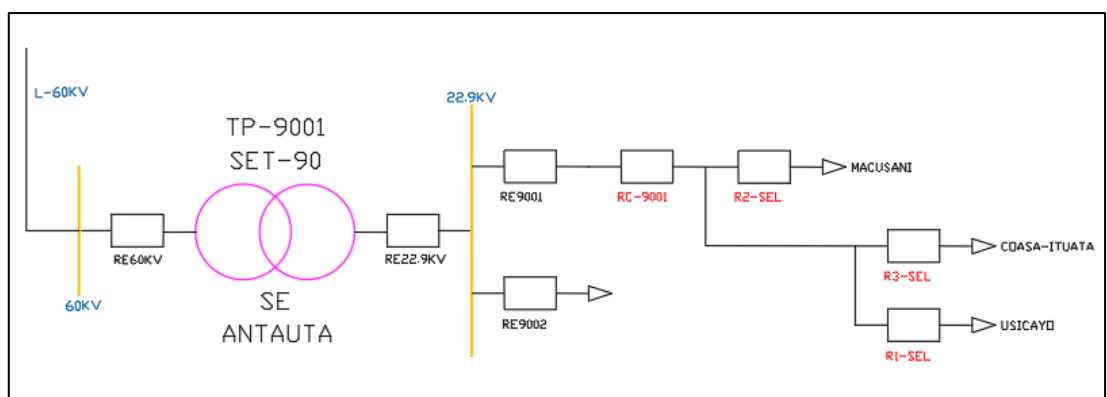 L-60KV
22.9KV
TP-9001
SET-90
RE9001
RC-9001
R2-SEL
MACUSANI
RE60KV
RE22.9KV
60KV
SE
ANTAUTA
RE9002
R3-SEL
COASA-ITUATA
R1-SEL
USICAYO